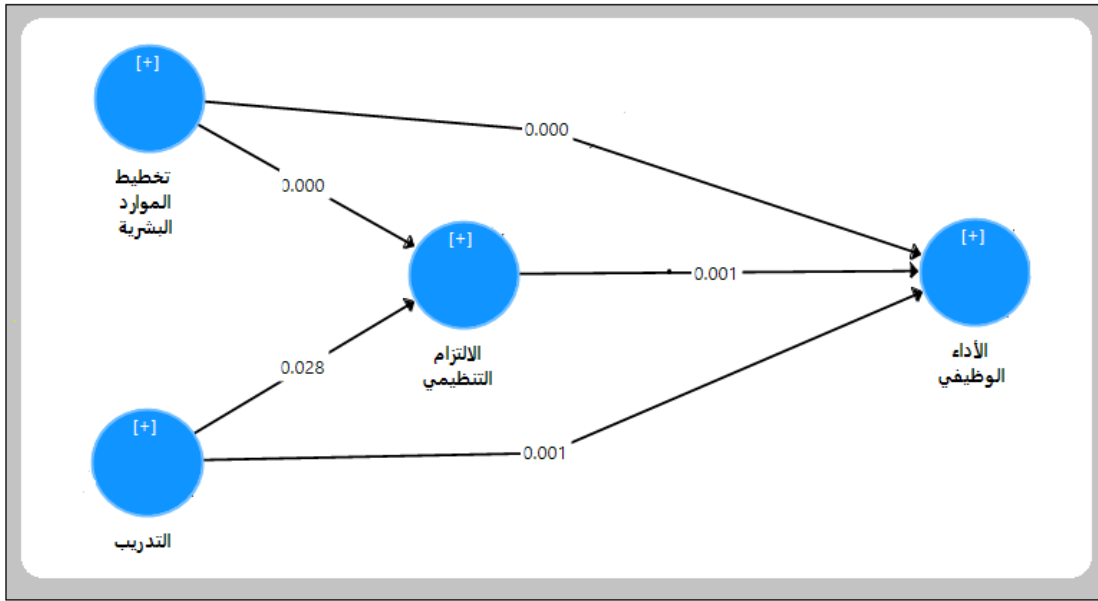 [+]
تخطيط
الموارد
البشرية
0.000
0.000
[+]
الالتزام
التنظيمي
0.001
[+]
الأداء
الوظيفي
0.028
[+]
التدريب
0.001